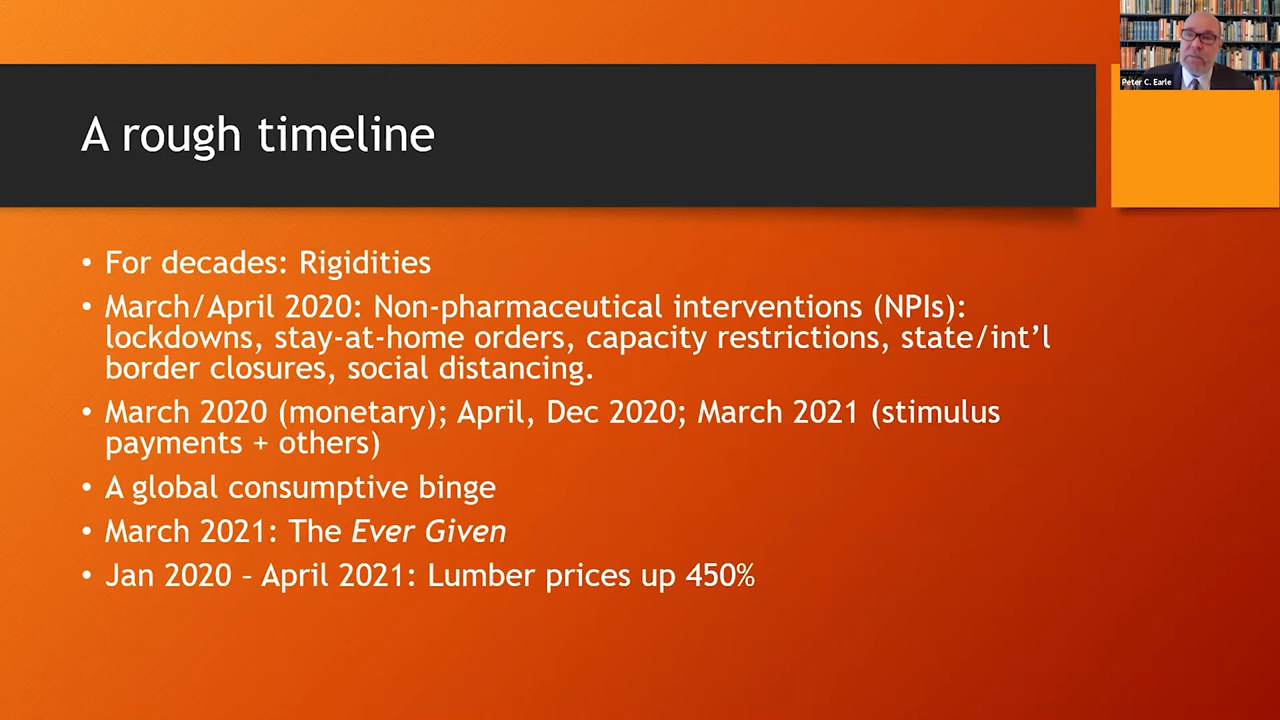 Peter C. Earle
A rough timeline
• For decades: Rigidities
• March/April 2020: Non-pharmaceutical interventions (NPIs):
lockdowns, stay-at-home orders, capacity restrictions, state/int’l
border closures, social distancing.
• March 2020 (monetary); April, Dec 2020; March 2021 (stimulus
payments + others)
• A global consumptive binge
• March 2021: The Ever Given
• Jan 2020 – April 2021: Lumber prices up 450%